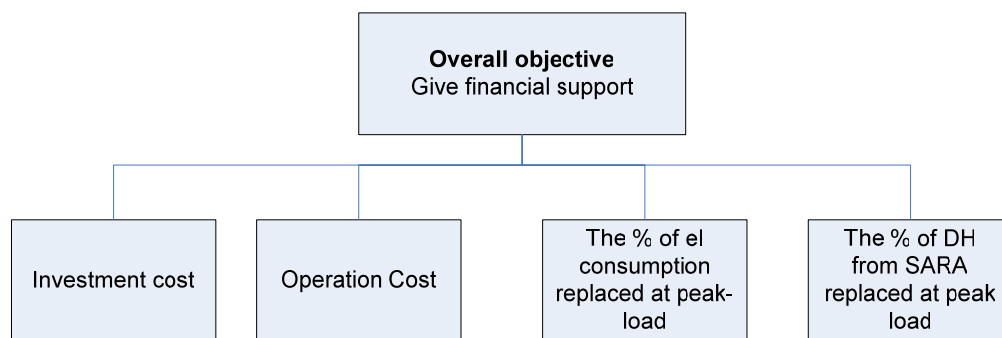 Overall objective
Give financial support
Investment cost
Operation Cost
The % of el
consumption
replaced at peak-
load
The % of DH
from SARA
replaced at peak
load